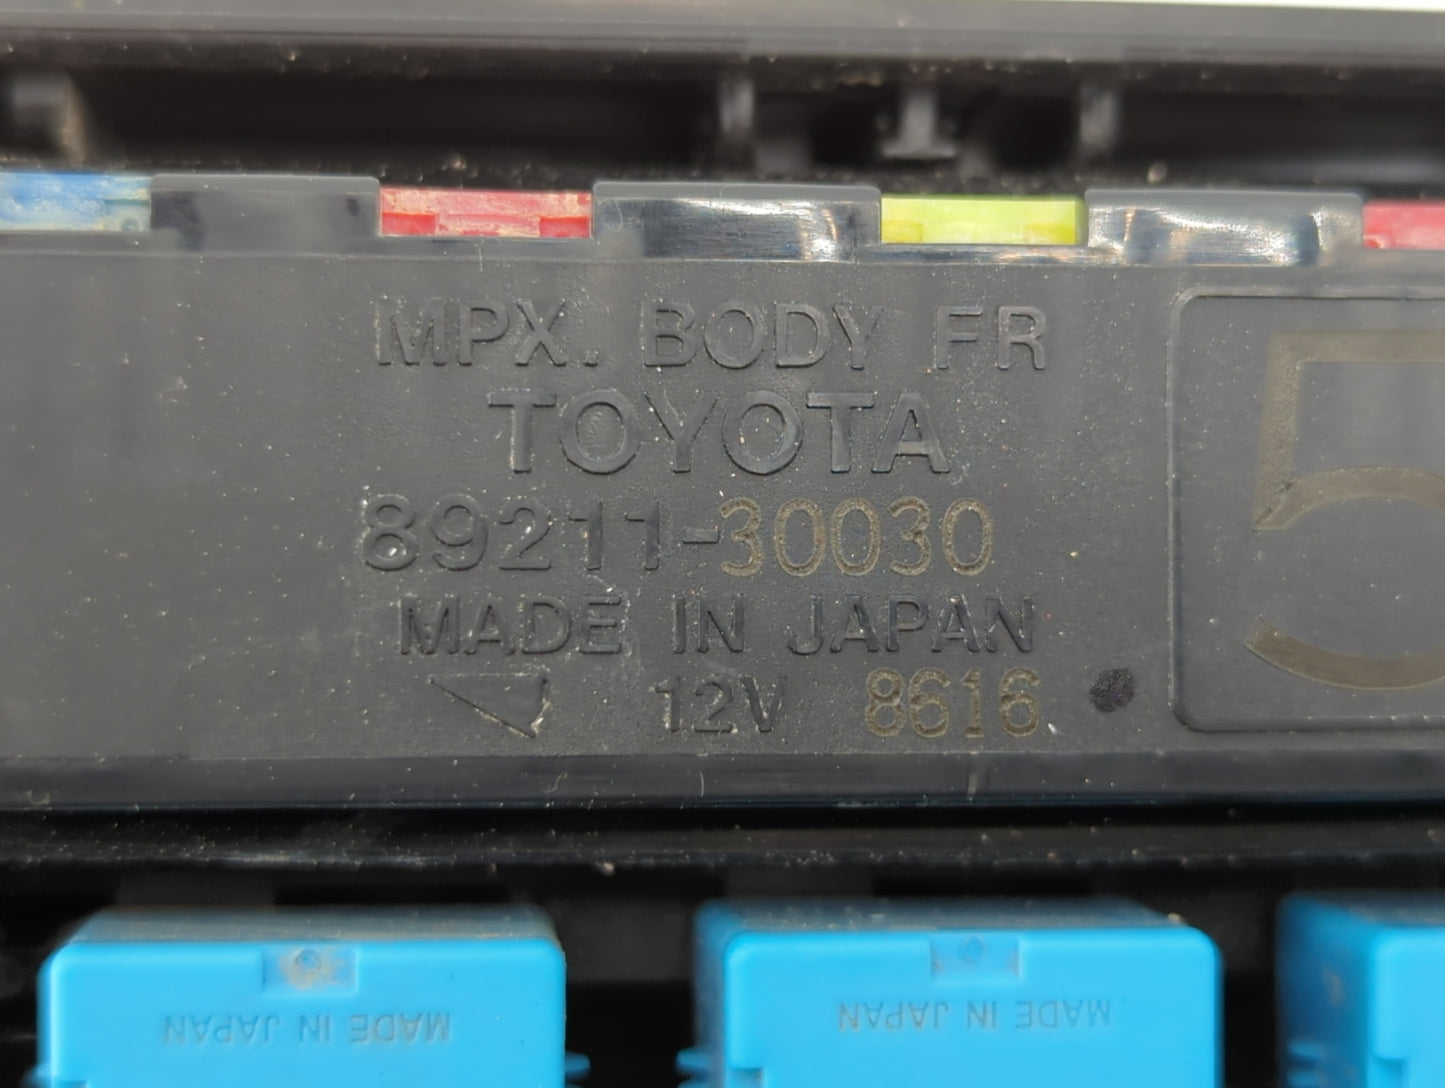 MPX. BODY FR
TOYOTA
89211-30030
MADE IN JAPAN
12V 8616
5
MADE IN JAPAN
MADE IN JAPAN